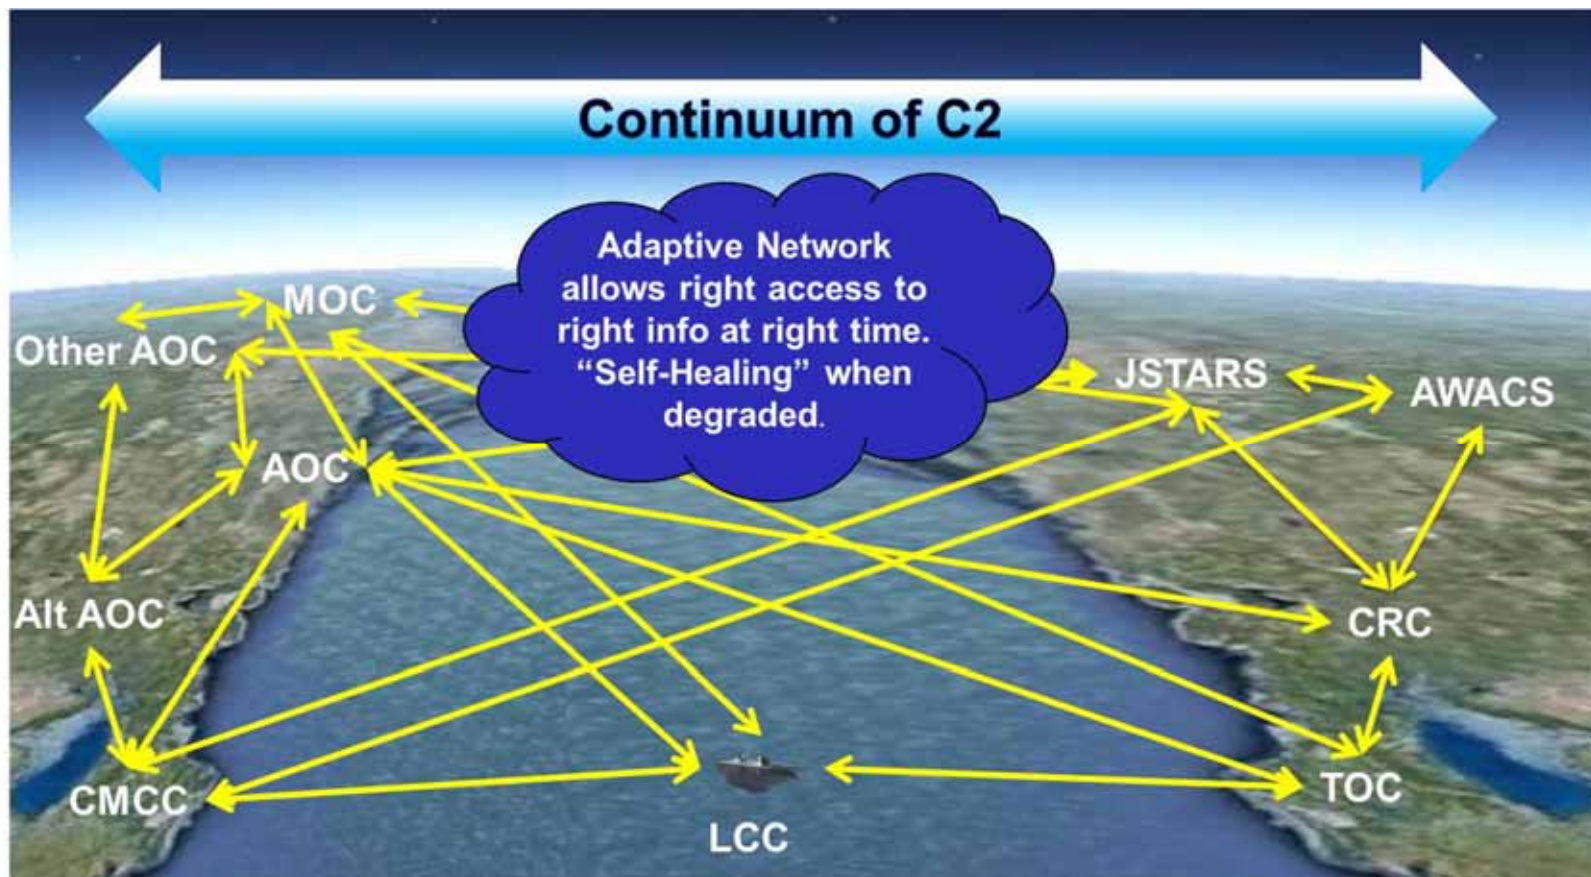 Continuum of C2
Adaptive Network
allows right access to
right info at right time.
“Self-Healing” when
degraded.
MOC
Other AOC
JSTARS
AWACS
AOC
Alt AOC
CRC
CMCC
TOC
LCC